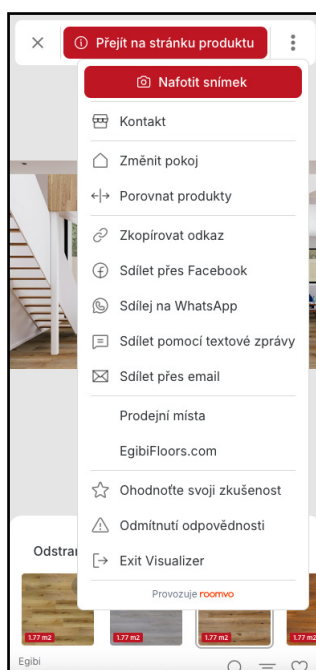 Přejít na stránku produktu
Nafotit snímek
Kontakt
Změnit pokoj
Porovnat produkty
Zkopírovat odkaz
Sdílet přes Facebook
Sdílej na WhatsApp
Sdílet pomocí textové zprávy
Sdílet přes email
Prodejní místa
EgibiFloors.com
Ohodnoťte svoji zkušenost
Odmítnutí odpovědnosti
Exit Visualizer
Provozuje roomvo
Odstra
1.77 m2
1.77 m2
1.77 m2
1.77 m2
Egibi